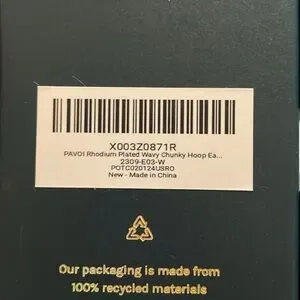 X003Z0871R
PAVOI Rhodium Plated Wavy Chunky Hoop Ea...
2309-E03-W
POTC020124USRO
New - Made in China
Our packaging is made from
100% recycled materials